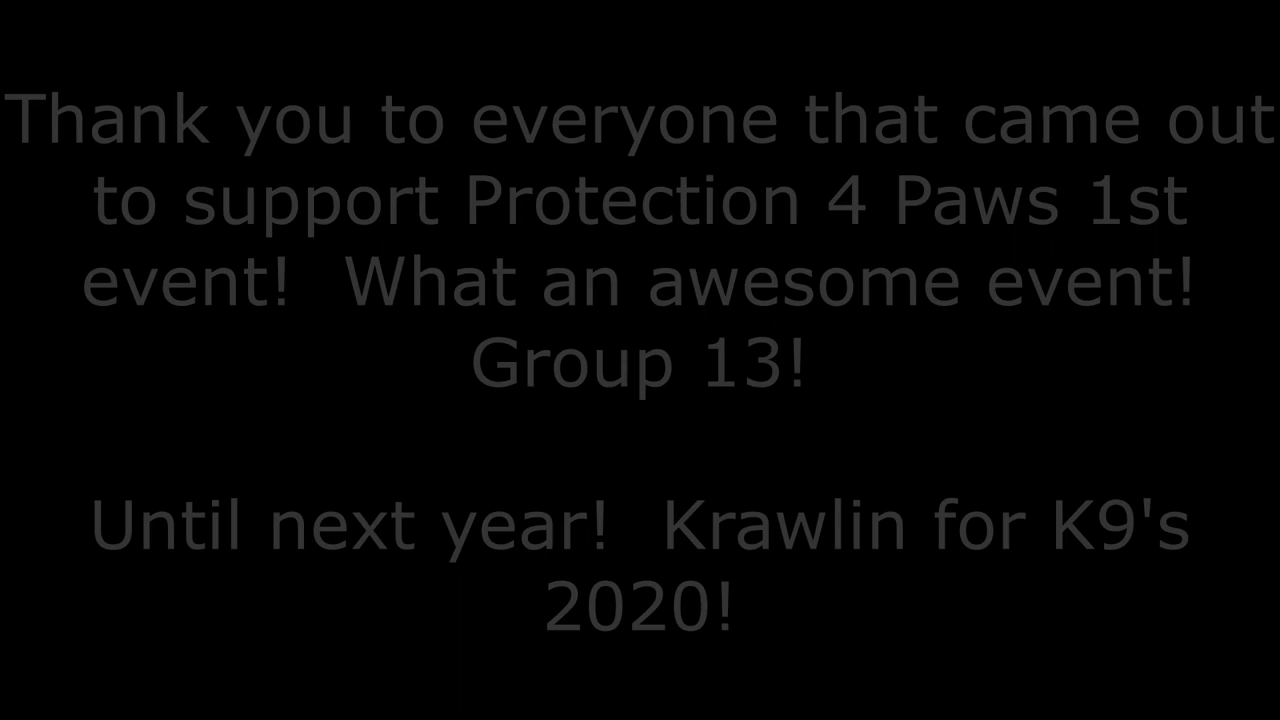 Thank you to everyone that came out
to support Protection 4 Paws 1st
event!  What an awesome event!
Group 13!
Until next year!  Krawlin for K9's
2020!